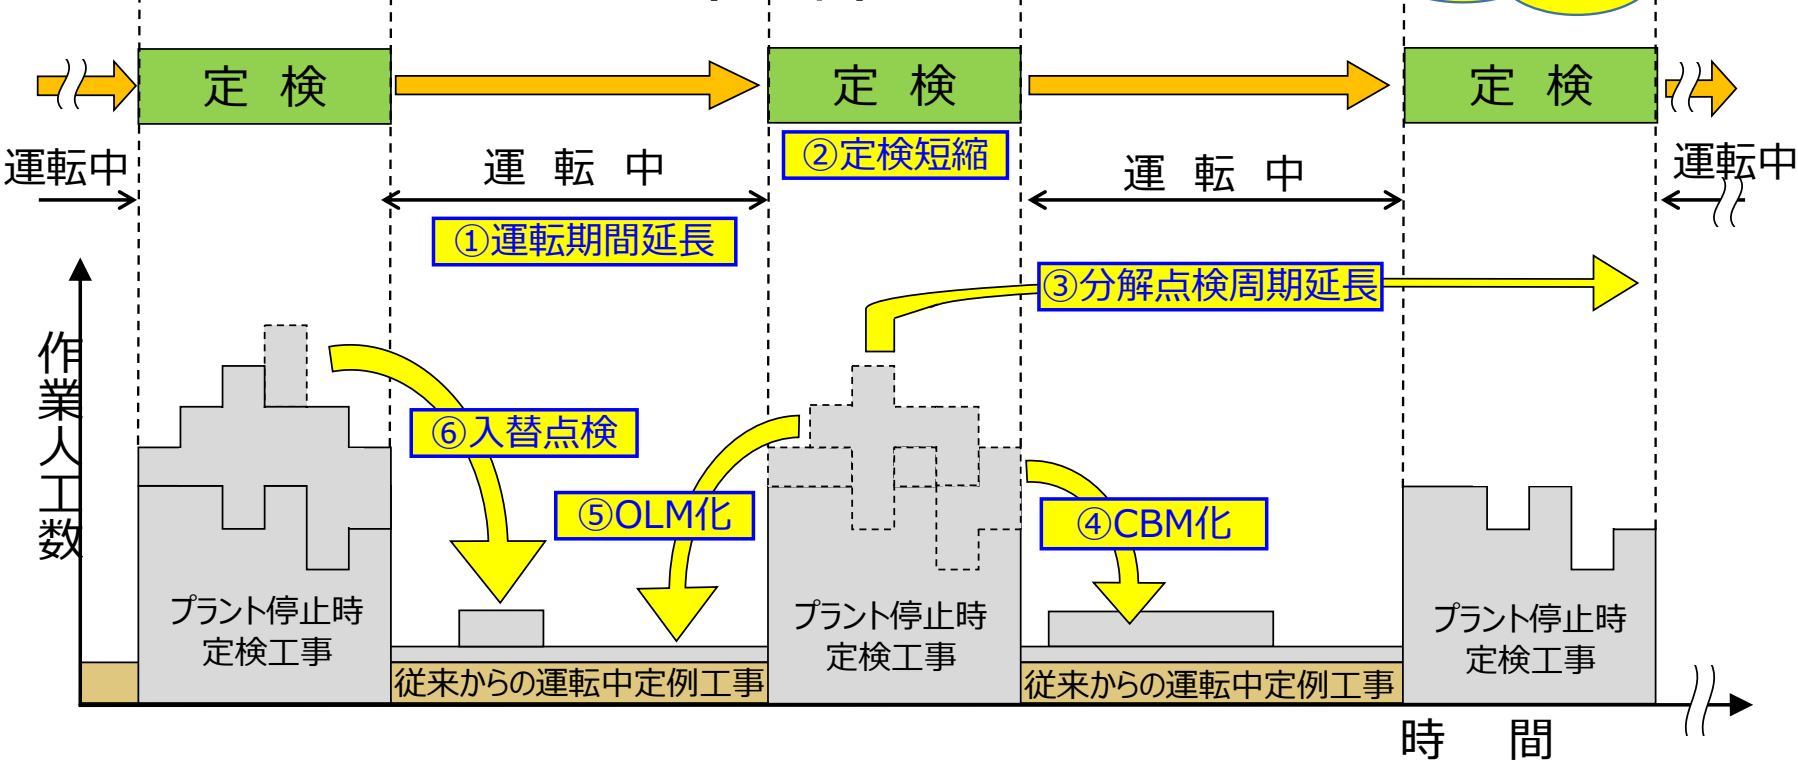 定 検
定 検
定 検
運転中
運 転 中
②定検短縮
運 転 中
運転中
①運転期間延長
③分解点検周期延長
作業人工数
⑥入替点検
⑤OLM化
④CBM化
プラント停止時
定検工事
プラント停止時
定検工事
プラント停止時
定検工事
従来からの運転中定例工事
従来からの運転中定例工事
時 間